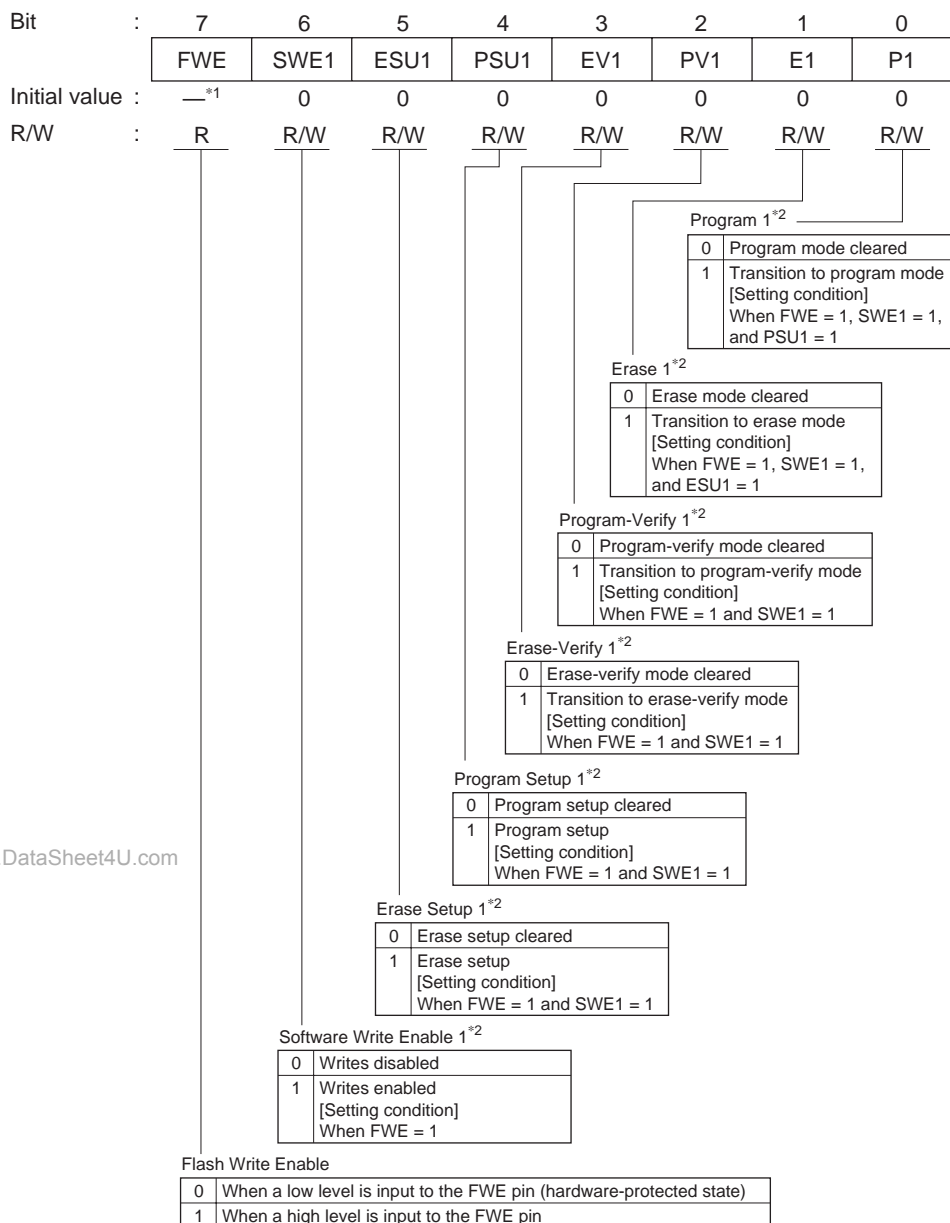 Bit : 7 6 5 4 3 2 1 0
FWE SWE1 ESU1 PSU1 EV1 PV1 E1 P1
Initial value : —*1 0 0 0 0 0 0 0
R/W : R R/W R/W R/W R/W R/W R/W R/W
Program 1*2
0 Program mode cleared
1 Transition to program mode
[Setting condition]
When FWE = 1, SWE1 = 1,
and PSU1 = 1
Erase 1*2
0 Erase mode cleared
1 Transition to erase mode
[Setting condition]
When FWE = 1, SWE1 = 1,
and ESU1 = 1
Program-Verify 1*2
0 Program-verify mode cleared
1 Transition to program-verify mode
[Setting condition]
When FWE = 1 and SWE1 = 1
Erase-Verify 1*2
0 Erase-verify mode cleared
1 Transition to erase-verify mode
[Setting condition]
When FWE = 1 and SWE1 = 1
Program Setup 1*2
0 Program setup cleared
1 Program setup
[Setting condition]
When FWE = 1 and SWE1 = 1
.DataSheet4U.com
Erase Setup 1*2
0 Erase setup cleared
1 Erase setup
[Setting condition]
When FWE = 1 and SWE1 = 1
Software Write Enable 1*2
0 Writes disabled
1 Writes enabled
[Setting condition]
When FWE = 1
Flash Write Enable
0 When a low level is input to the FWE pin (hardware-protected state)
1 When a high level is input to the FWE pin